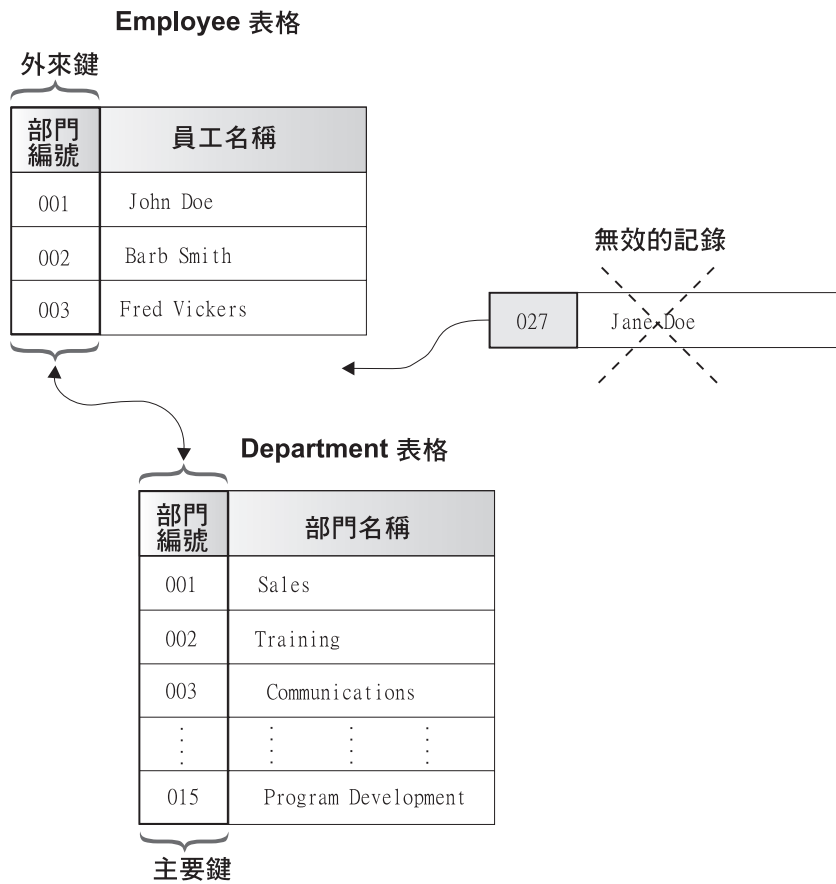 Employee 表格
外來鍵
部門
編號
員工名稱
001
John Doe
002
Barb Smith
003
Fred Vickers
無效的記錄
027
Jane Doe
Department 表格
部門
編號
部門名稱
001
Sales
002
Training
003
Communications
015
Program Development
主要鍵